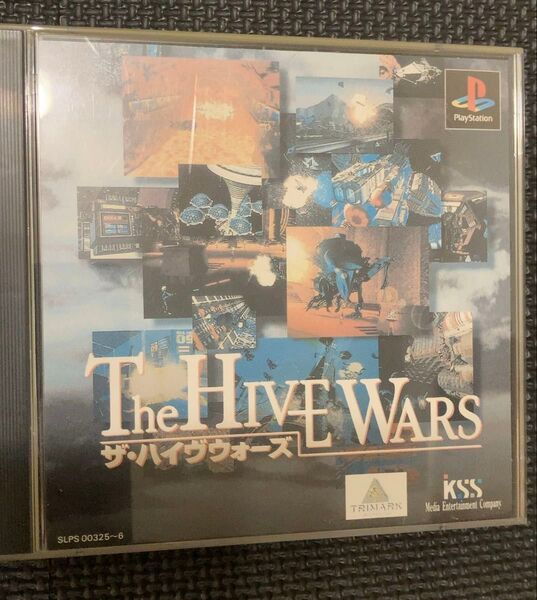 PlayStation
The HIVE WARS
ザ・ハイヴウォーズ
TRIMARK
KSS
Media Entertainment Company
SLPS 00325~6